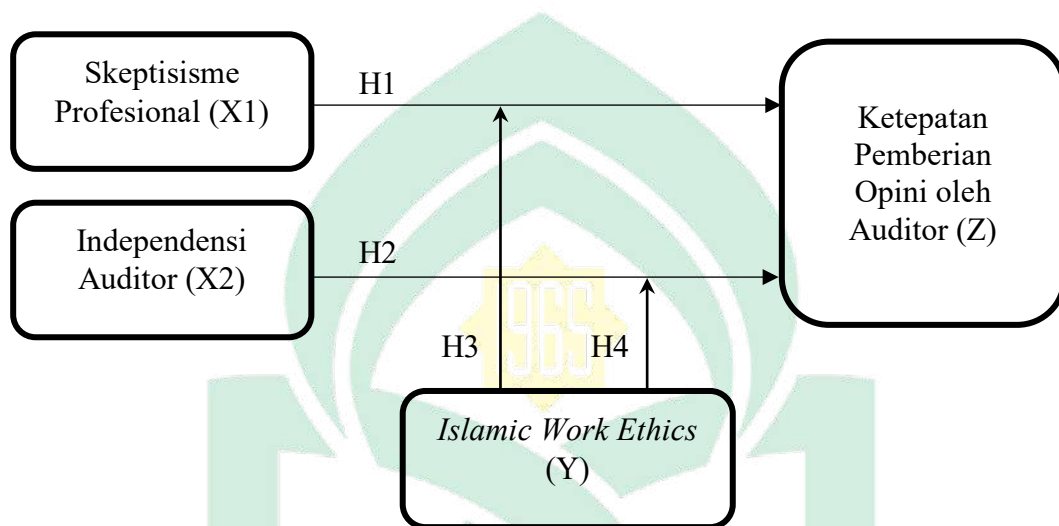 Skeptisisme
Profesional (X1)
H1
Ketepatan
Pemberian
Opini oleh
Auditor (Z)
Independensi
Auditor (X2)
H2
H3
H4
Islamic Work Ethics
(Y)